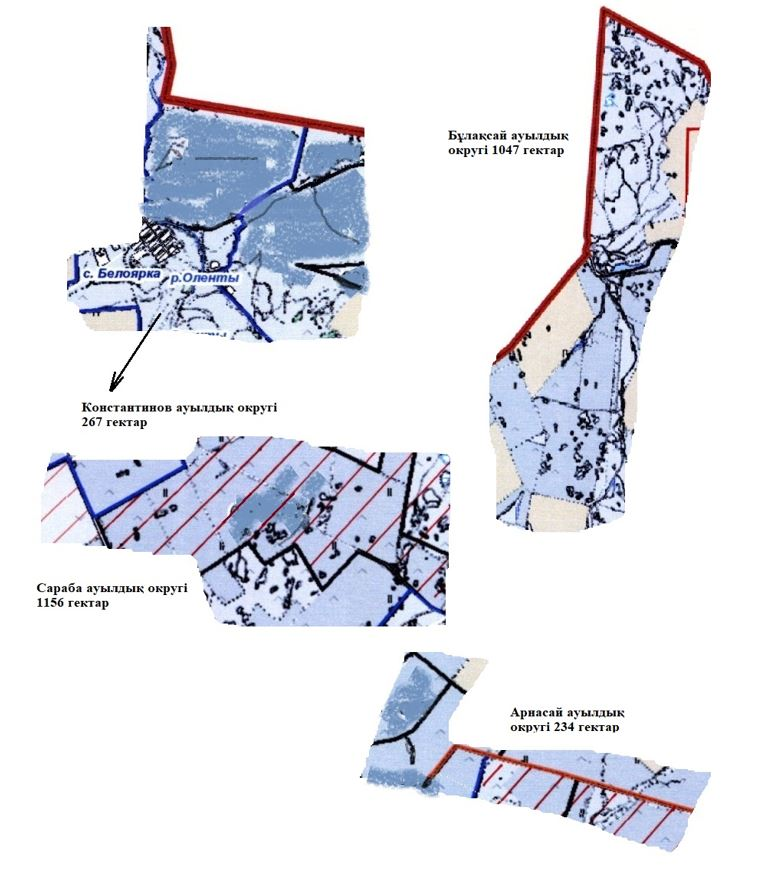 Бұлақсай ауылдық
округі 1047 гектар
с. Белоярка
р.Оленты
Константинов ауылдық округі
267 гектар
Сараба ауылдық округі
1156 гектар
Арнасай ауылдық
округі 234 гектар